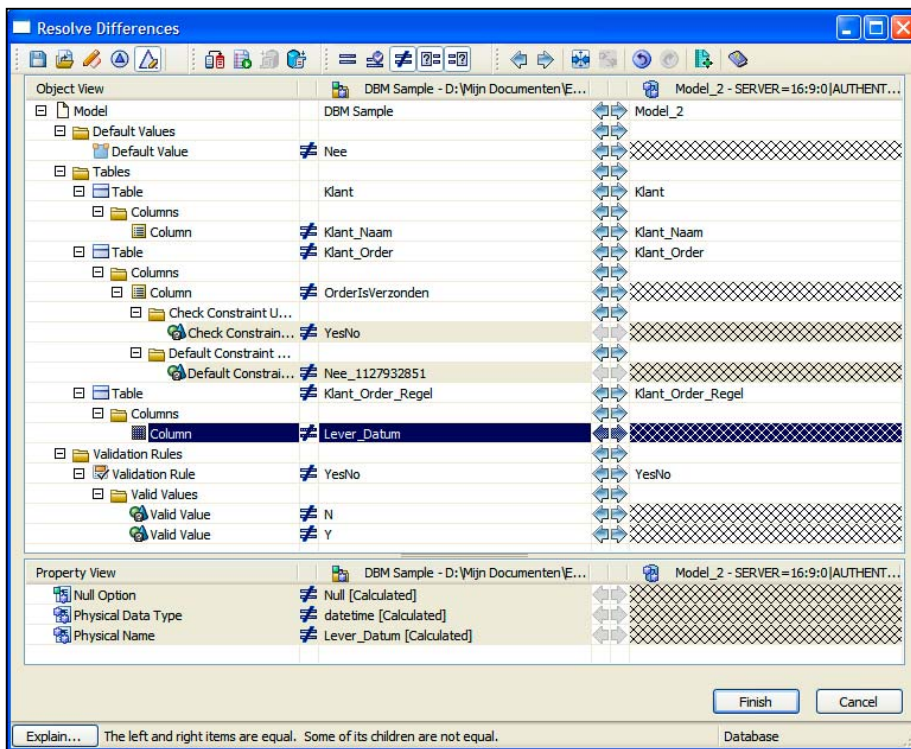 Resolve Differences
Object View DBM Sample - D:\Mijn Documenten\E... Model_2 - SERVER=16:9:0|AUTHENT...
Model DBM Sample Model_2
Default Values
Default Value ≠ Nee
Tables
Table Klant Klant
Columns
Column ≠ Klant_Naam Klant_Naam
Table ≠ Klant_Order Klant_Order
Columns
Column ≠ OrderIsVerzonden
Check Constraint U...
Check Constrain... ≠ YesNo
Default Constraint ...
Default Constrai... ≠ Nee_1127932851
Table ≠ Klant_Order_Regel Klant_Order_Regel
Columns
Column ≠ Lever_Datum
Validation Rules
Validation Rule ≠ YesNo YesNo
Valid Values
Valid Value ≠ N
Valid Value ≠ Y
Property View DBM Sample - D:\Mijn Documenten\E... Model_2 - SERVER=16:9:0|AUTHENT...
Null Option ≠ Null [Calculated]
Physical Data Type ≠ datetime [Calculated]
Physical Name ≠ Lever_Datum [Calculated]
Finish Cancel
Explain... The left and right items are equal. Some of its children are not equal. Database